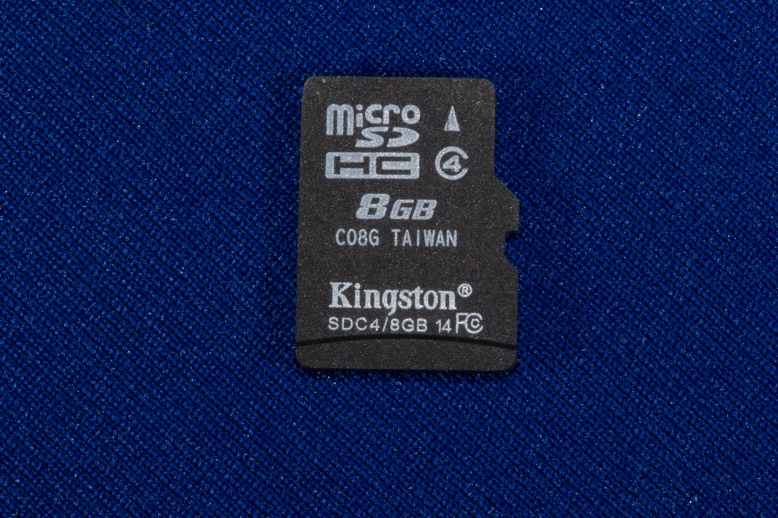 micro
SD
HC 4
8GB
C08G TAIWAN
Kingston®
SDC4/8GB 14 FC